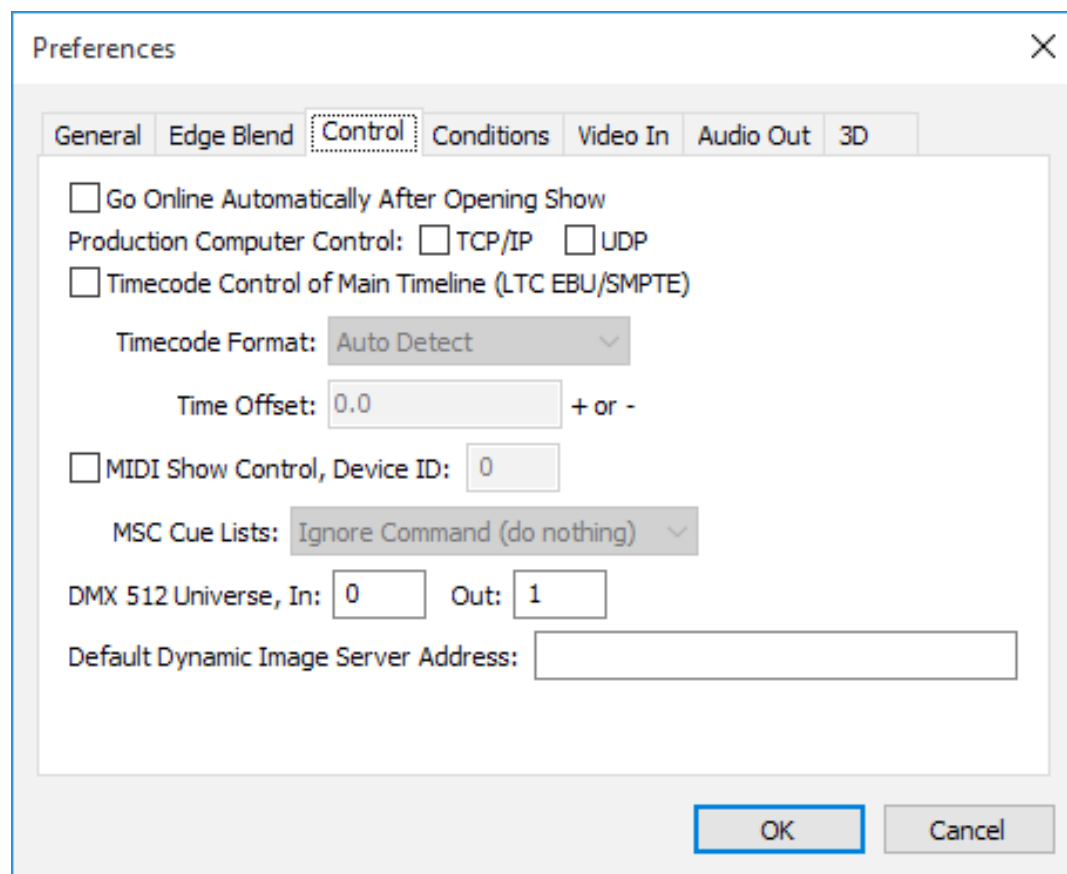 Preferences
General Edge Blend Control Conditions Video In Audio Out 3D
Go Online Automatically After Opening Show
Production Computer Control: TCP/IP UDP
Timecode Control of Main Timeline (LTC EBU/SMPTE)
Timecode Format: Auto Detect
Time Offset: 0.0 + or -
MIDI Show Control, Device ID: 0
MSC Cue Lists: Ignore Command (do nothing)
DMX 512 Universe, In: 0 Out: 1
Default Dynamic Image Server Address:
OK Cancel